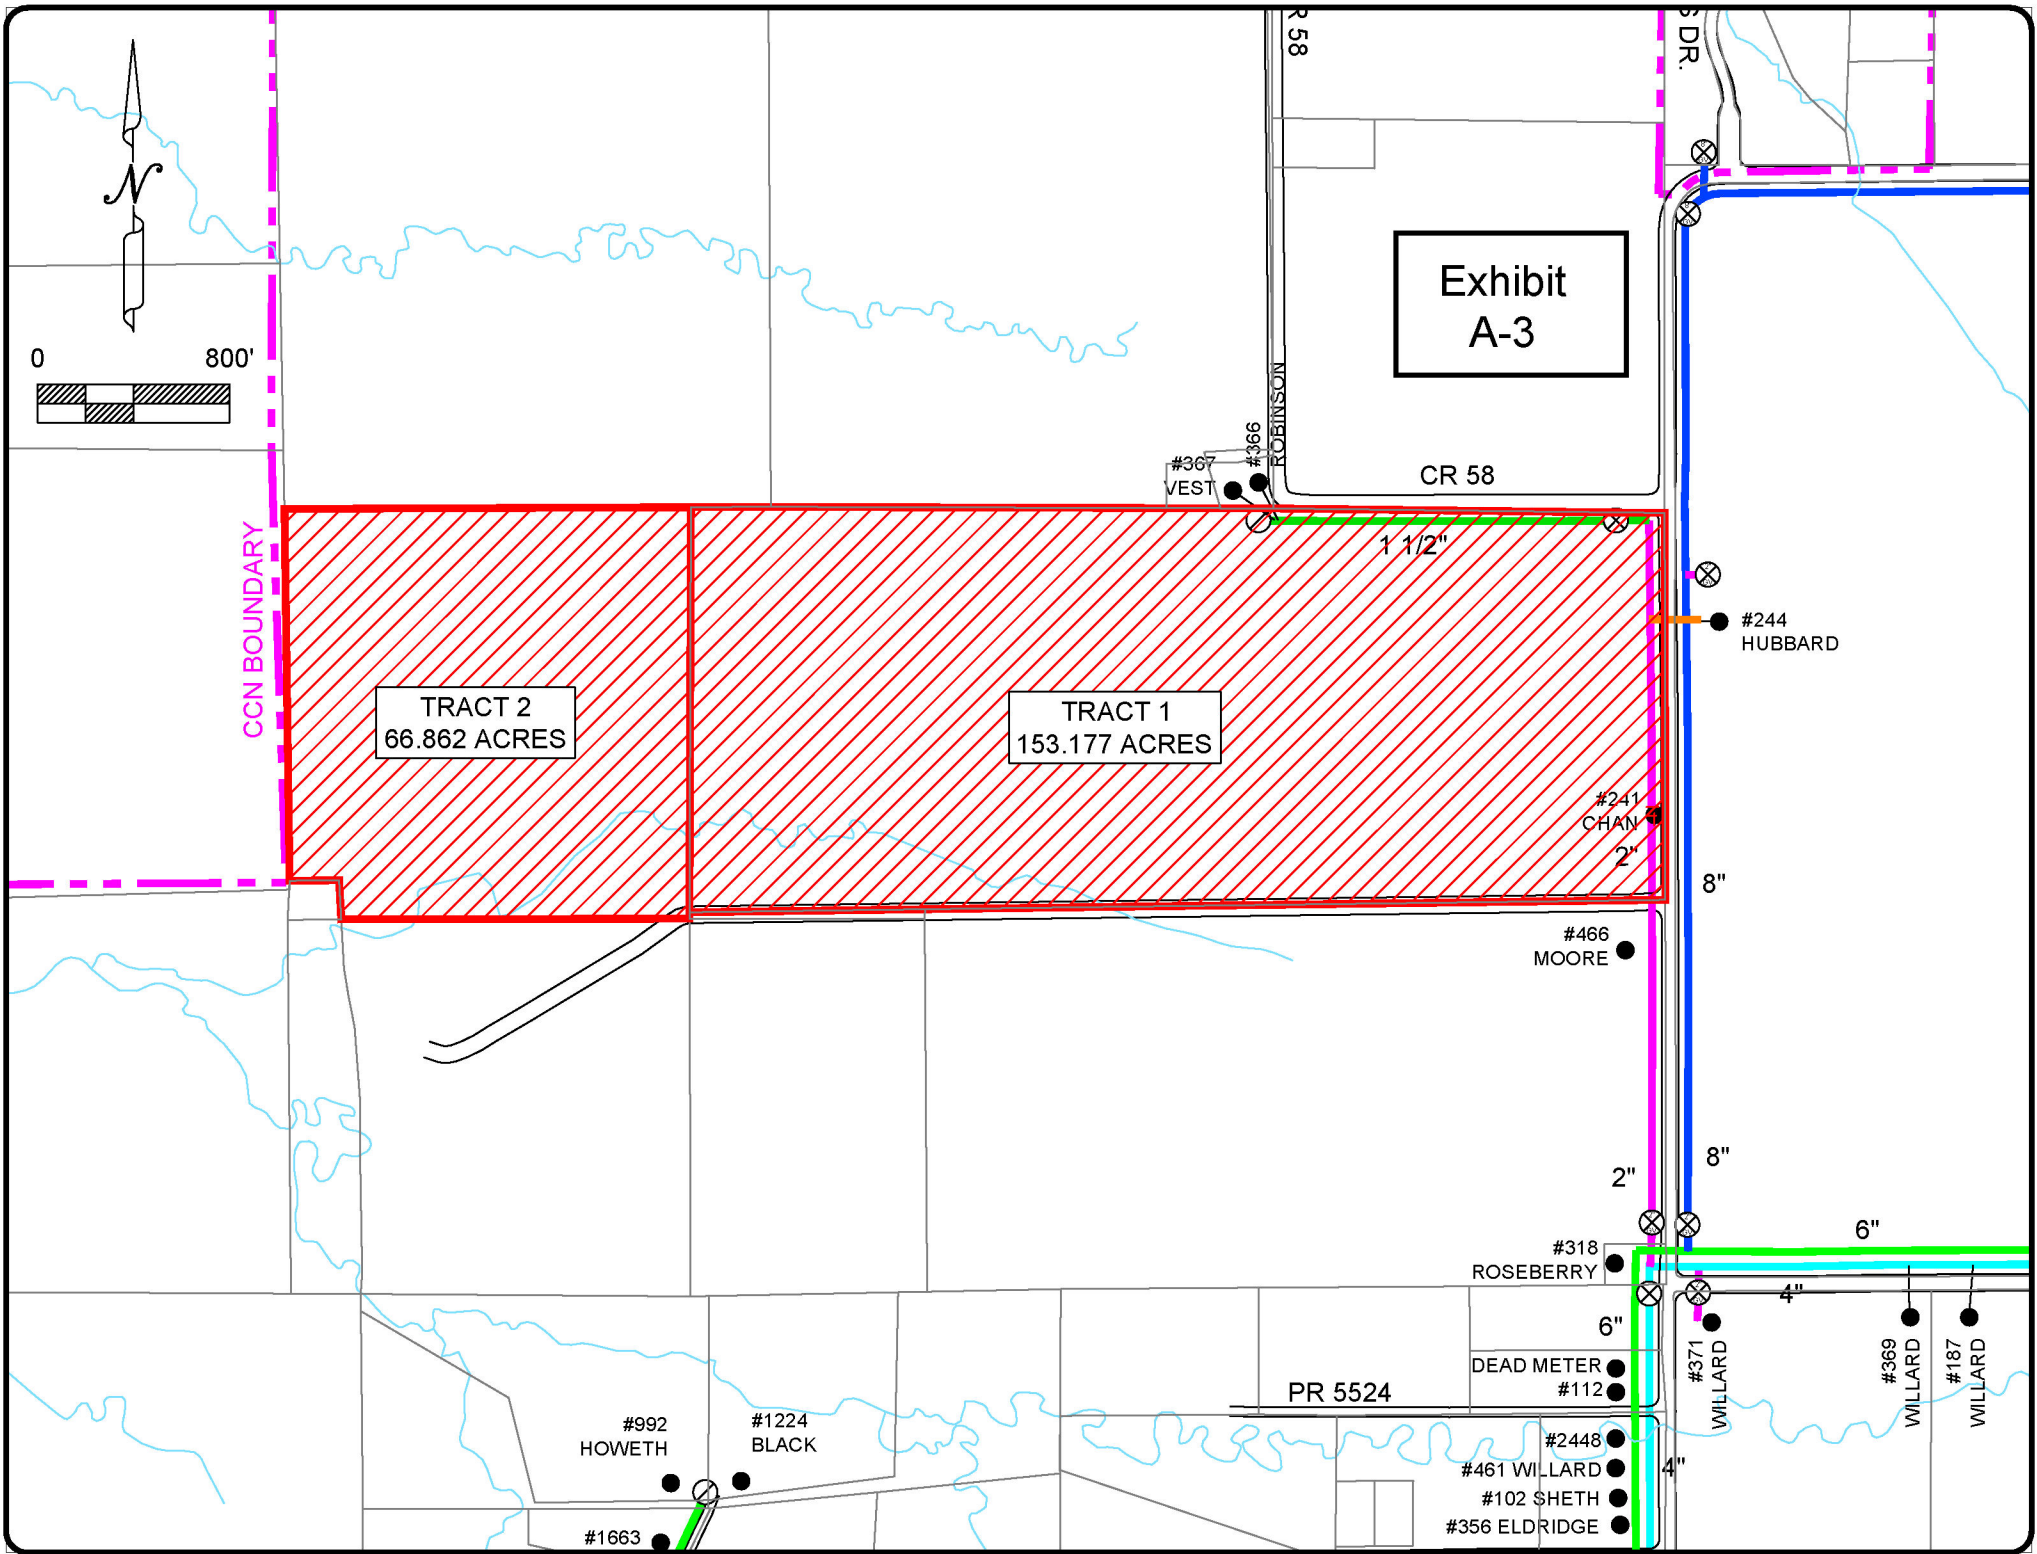 R 58
S DR.
N
Exhibit
A-3
0 800'
ROBINSON
#366
#367
VEST
CR 58
1 1/2"
CCN BOUNDARY
#244
HUBBARD
TRACT 2
66.862 ACRES
TRACT 1
153.177 ACRES
#241
CHAN
2"
8"
#466
MOORE
8"
2"
6"
#318
ROSEBERRY
4"
6"
#371
WILLARD
#369
WILLARD
#187
WILLARD
DEAD METER
#112
PR 5524
#992
HOWETH
#1224
BLACK
#2448
#461 WILLARD
4"
#102 SHETH
#356 ELDRIDGE
#1663